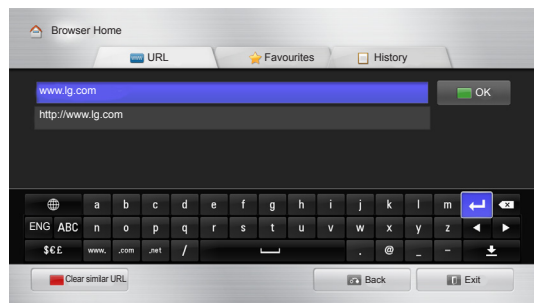 Browser Home
URL Favourites History
www.lg.com OK
http://www.lg.com
a b c d e f g h i j k l m
ENG ABC n o p q r s t u v w x y z
$€£ www. .com .net / . @ _ -
Clear similar URL Back Exit